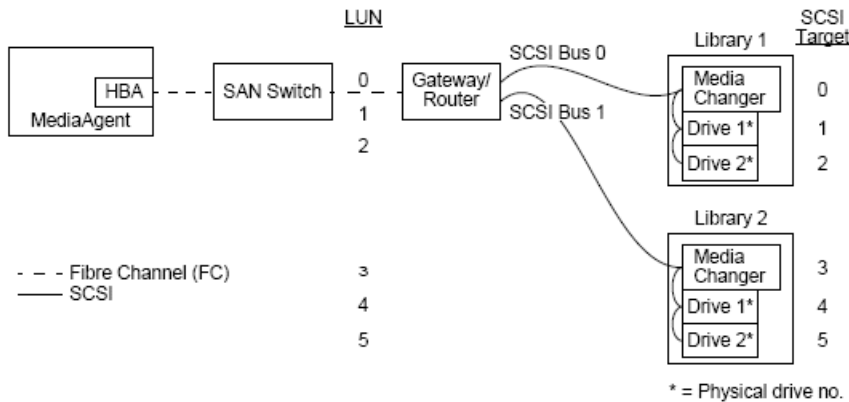 LUN
SCSI
Target
Library 1
SCSI Bus 0
HBA
MediaAgent
SAN Switch
0
1
2
Gateway/
Router
SCSI Bus 1
Media
Changer
0
Drive 1*
1
Drive 2*
2
Library 2
Media
Changer
3
Drive 1*
4
Drive 2*
5
- - - Fibre Channel (FC)
SCSI
3
4
5
* = Physical drive no.